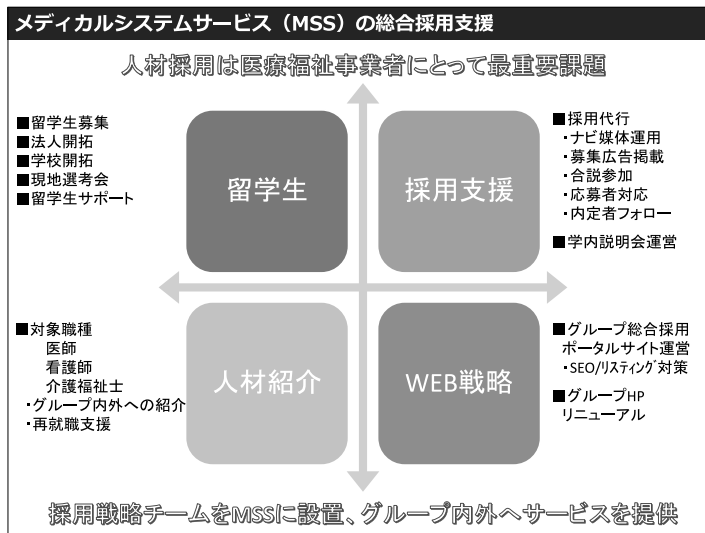 メディカルシステムサービス（MSS）の総合採用支援
人材採用は医療福祉事業者にとって最重要課題
■留学生募集
■法人開拓
■学校開拓
■現地選考会
■留学生サポート
留学生
採用支援
■採用代行
・ナビ媒体運用
・募集広告掲載
・合説参加
・応募者対応
・内定者フォロー
■学内説明会運営
■対象職種
医師
看護師
介護福祉士
・グループ内外への紹介
・再就職支援
人材紹介
WEB戦略
■グループ総合採用
ポータルサイト運営
・SEO/ﾘｽﾃｨﾝｸﾞ対策
■グループHP
リニューアル
採用戦略チームをMSSに設置、グループ内外へサービスを提供